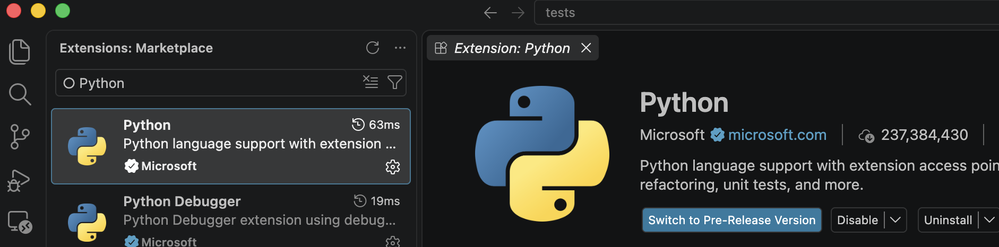 tests
Extensions: Marketplace
Python
Python 63ms
Python language support with extension ...
Microsoft
Python Debugger 19ms
Python Debugger extension using debug...
Microsoft
Extension: Python
Python
Microsoft microsoft.com 237,384,430
Python language support with extension access poin
refactoring, unit tests, and more.
Switch to Pre-Release Version Disable Uninstall